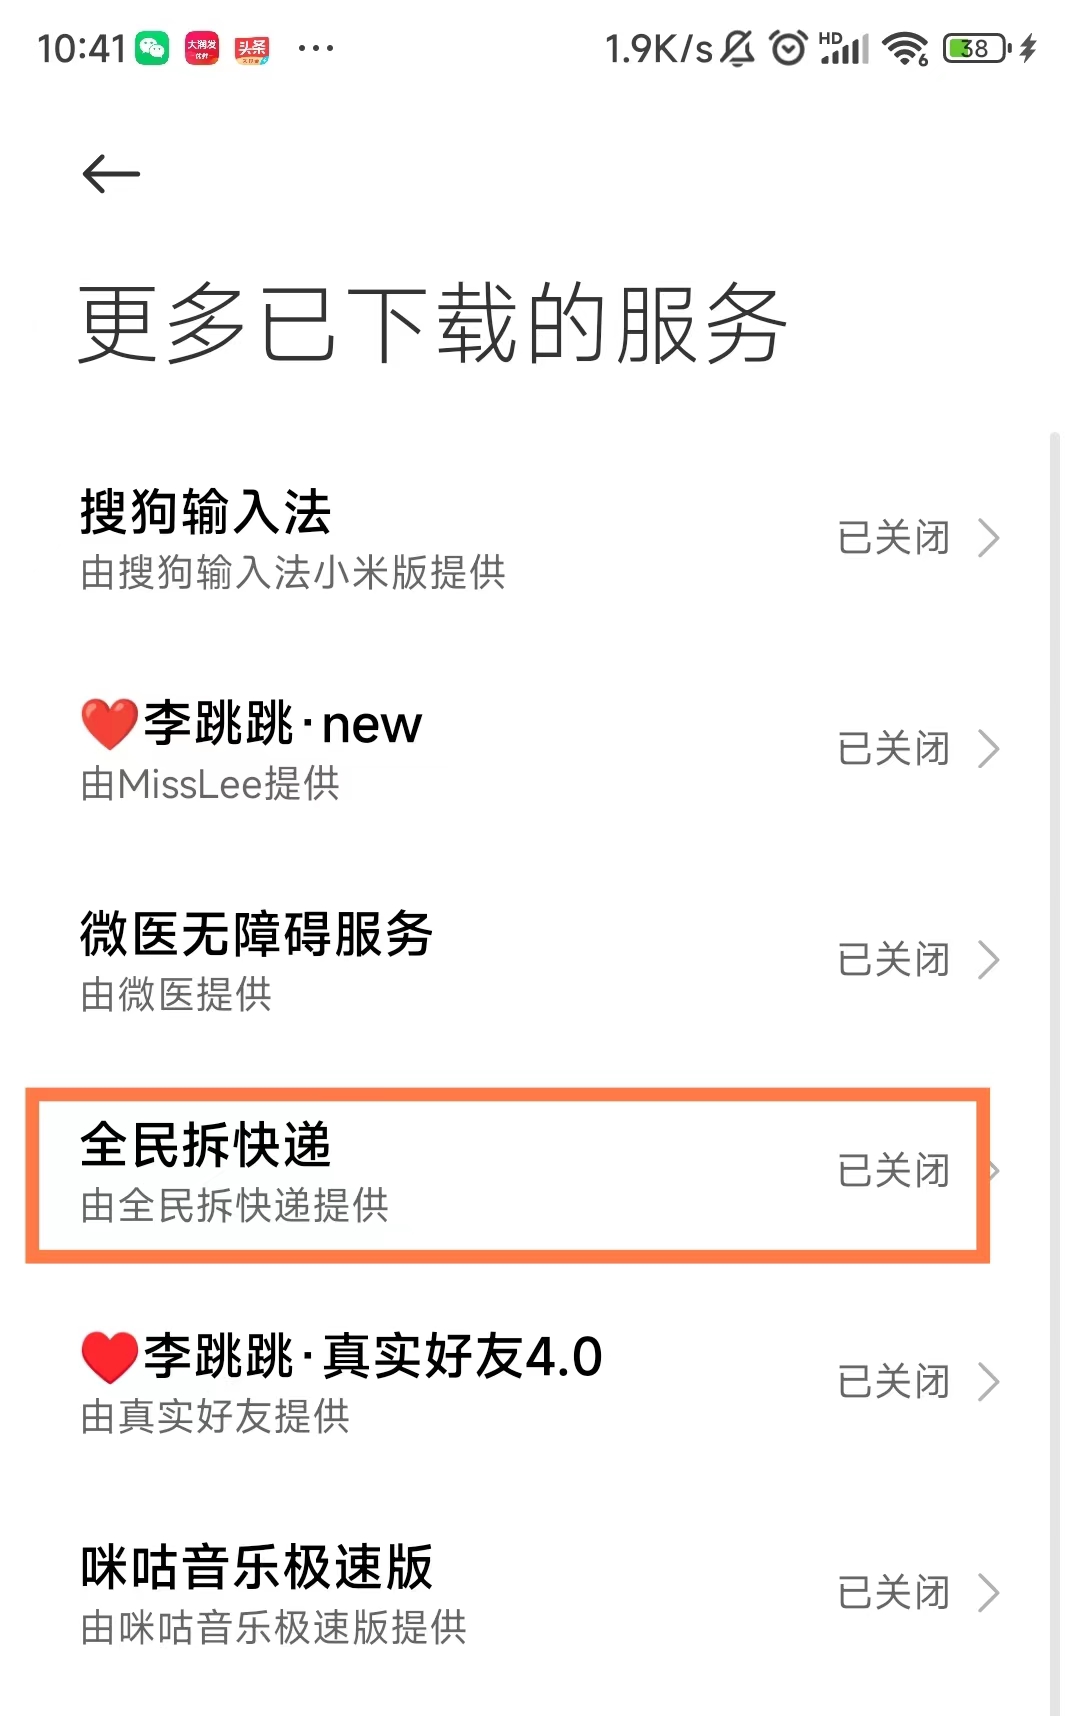 10:41 大润发 优鲜 头条 ... 1.9K/s HD 6 38
更多已下载的服务
搜狗输入法
由搜狗输入法小米版提供
已关闭
❤️李跳跳·new
由MissLee提供
已关闭
微医无障碍服务
由微医提供
已关闭
全民拆快递
由全民拆快递提供
已关闭
♥️李跳跳·真实好友4.0
由真实好友提供
已关闭
咪咕音乐极速版
由咪咕音乐极速版提供
已关闭